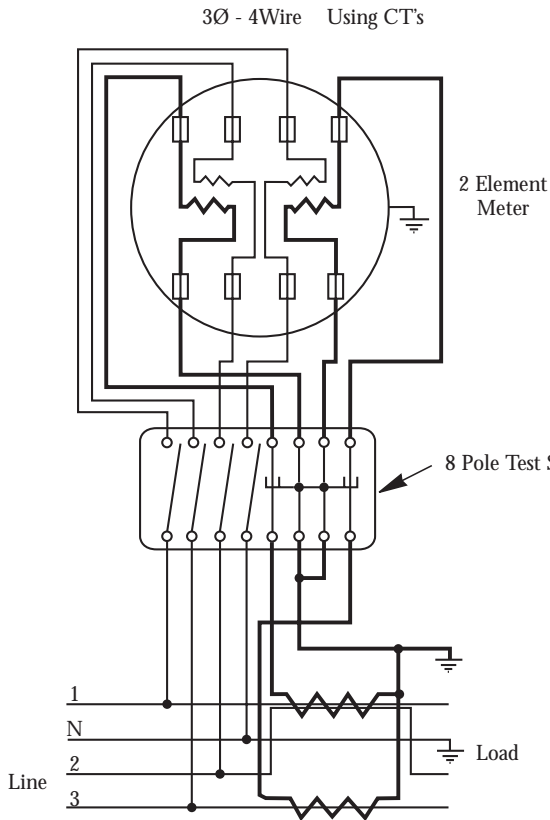 3Ø - 4Wire Using CT's
2 Element
Meter
8 Pole Test
1
N
2
Line
3
Load